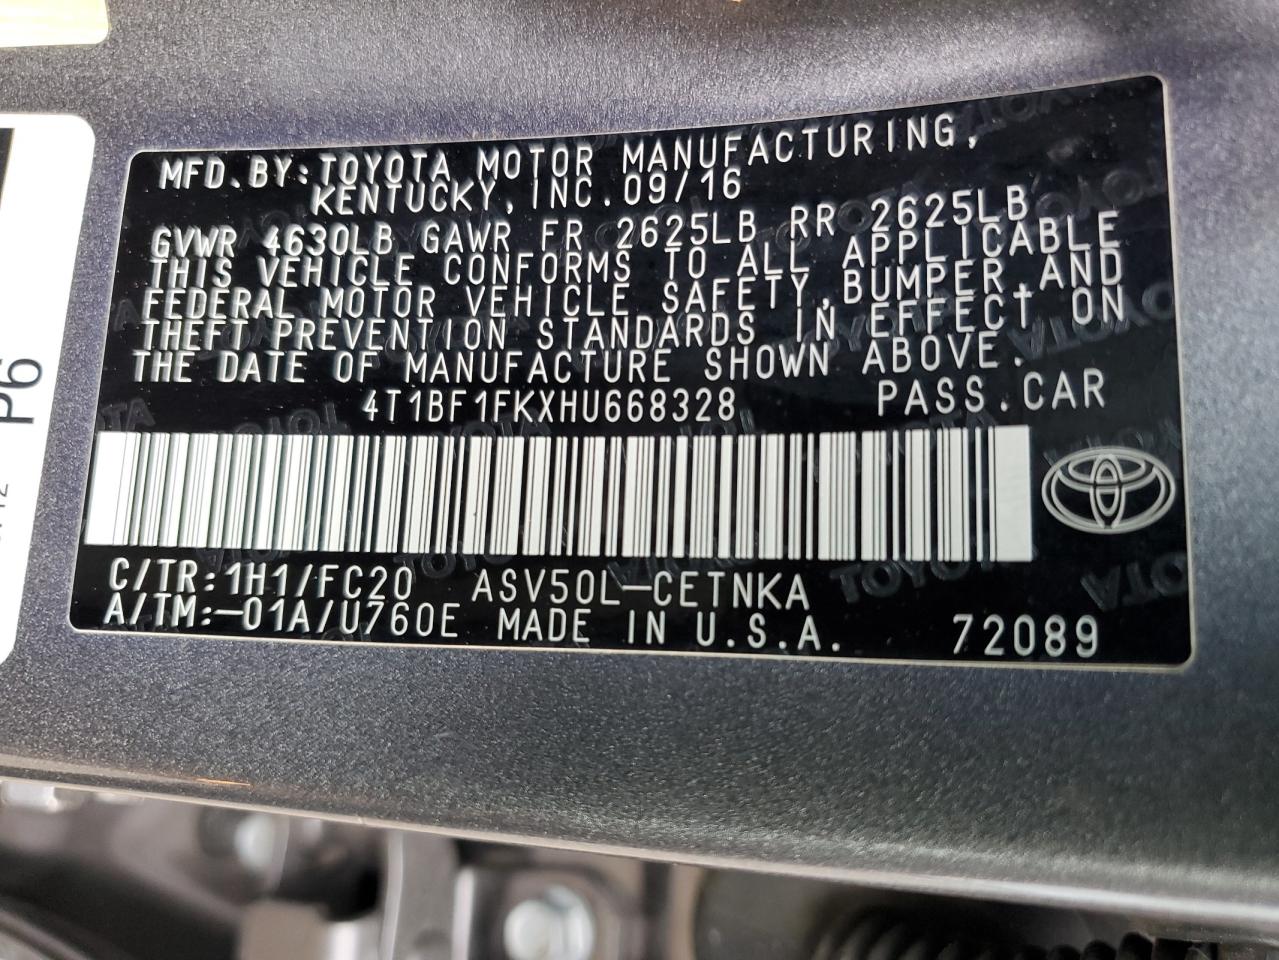 MFD.BY:TOYOTA MOTOR MANUFACTURING,
KENTUCKY, INC.09/16
GVWR 4630LB GAWR FR 2625LB RR 2625LB
THIS VEHICLE CONFORMS TO ALL APPLICABLE
FEDERAL MOTOR VEHICLE SAFETY,BUMPER,AND
THEFT PREVENTION STANDARDS IN EFFECT ON
THE DATE OF MANUFACTURE SHOWN ABOVE.
4T1BF1FKXHU668328 PASS.CAR
C/TR:1H1/FC20 ASV50L-CETNKA
A/TM:-01A/U760E MADE IN U.S.A. 72089
P6